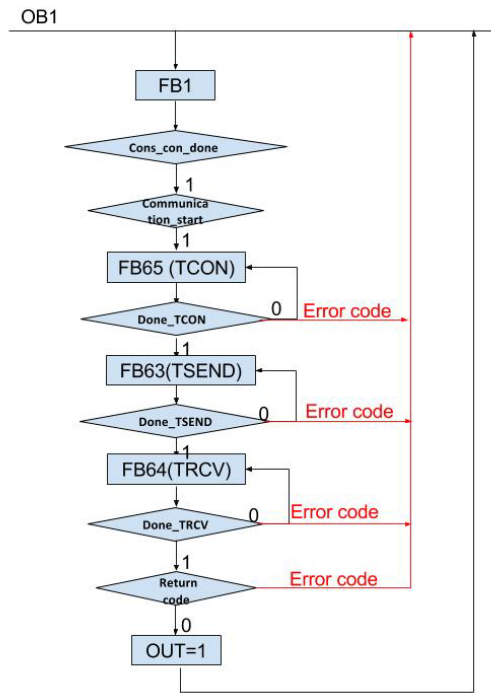 OB1
FB1
Cons_con_done
1
Communica
tion_start
1
FB65 (TCON)
0
Error code
Done_TCON
1
FB63(TSEND)
Error code
Done_TSEND
0
1
FB64(TRCV)
Error code
0
Done_TRCV
1
Return
code
Error code
0
OUT=1